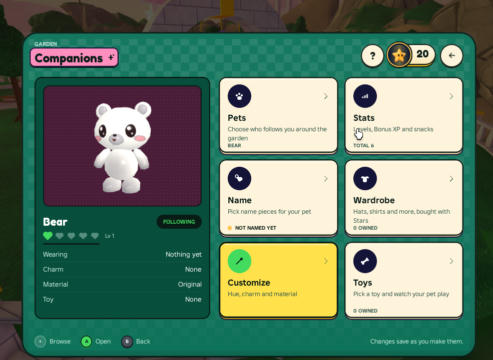 GARDEN
Companions
?
20
Bear
FOLLOWING
Lv 1
Wearing Nothing yet
Charm None
Material Original
Toy None
Pets
Choose who follows you around the
garden
BEAR
Stats
Levels, Bonus XP and snacks
TOTAL 6
Name
Pick name pieces for your pet
NOT NAMED YET
Wardrobe
Hats, shirts and more, bought with
Stars
0 OWNED
Customize
Hue, charm and material
Toys
Pick a toy and watch your pet play
0 OWNED
Browse
A Open
B Back
Changes save as you make them.